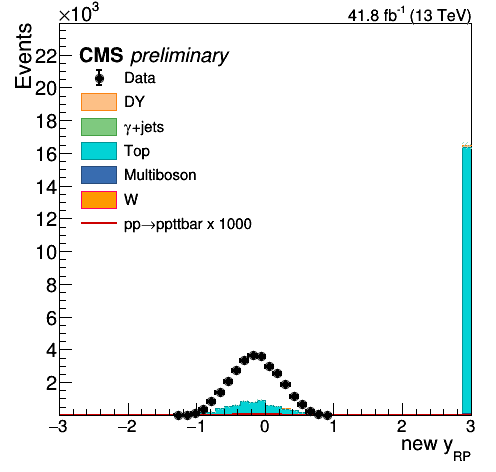 ×10³
41.8 fb⁻¹ (13 TeV)
Events
CMS preliminary
Data
DY
γ+jets
Top
Multiboson
W
pp→ppttbar x 1000
22
20
18
16
14
12
10
8
6
4
2
−3 −2 −1 0 1 2 3
new y_RP